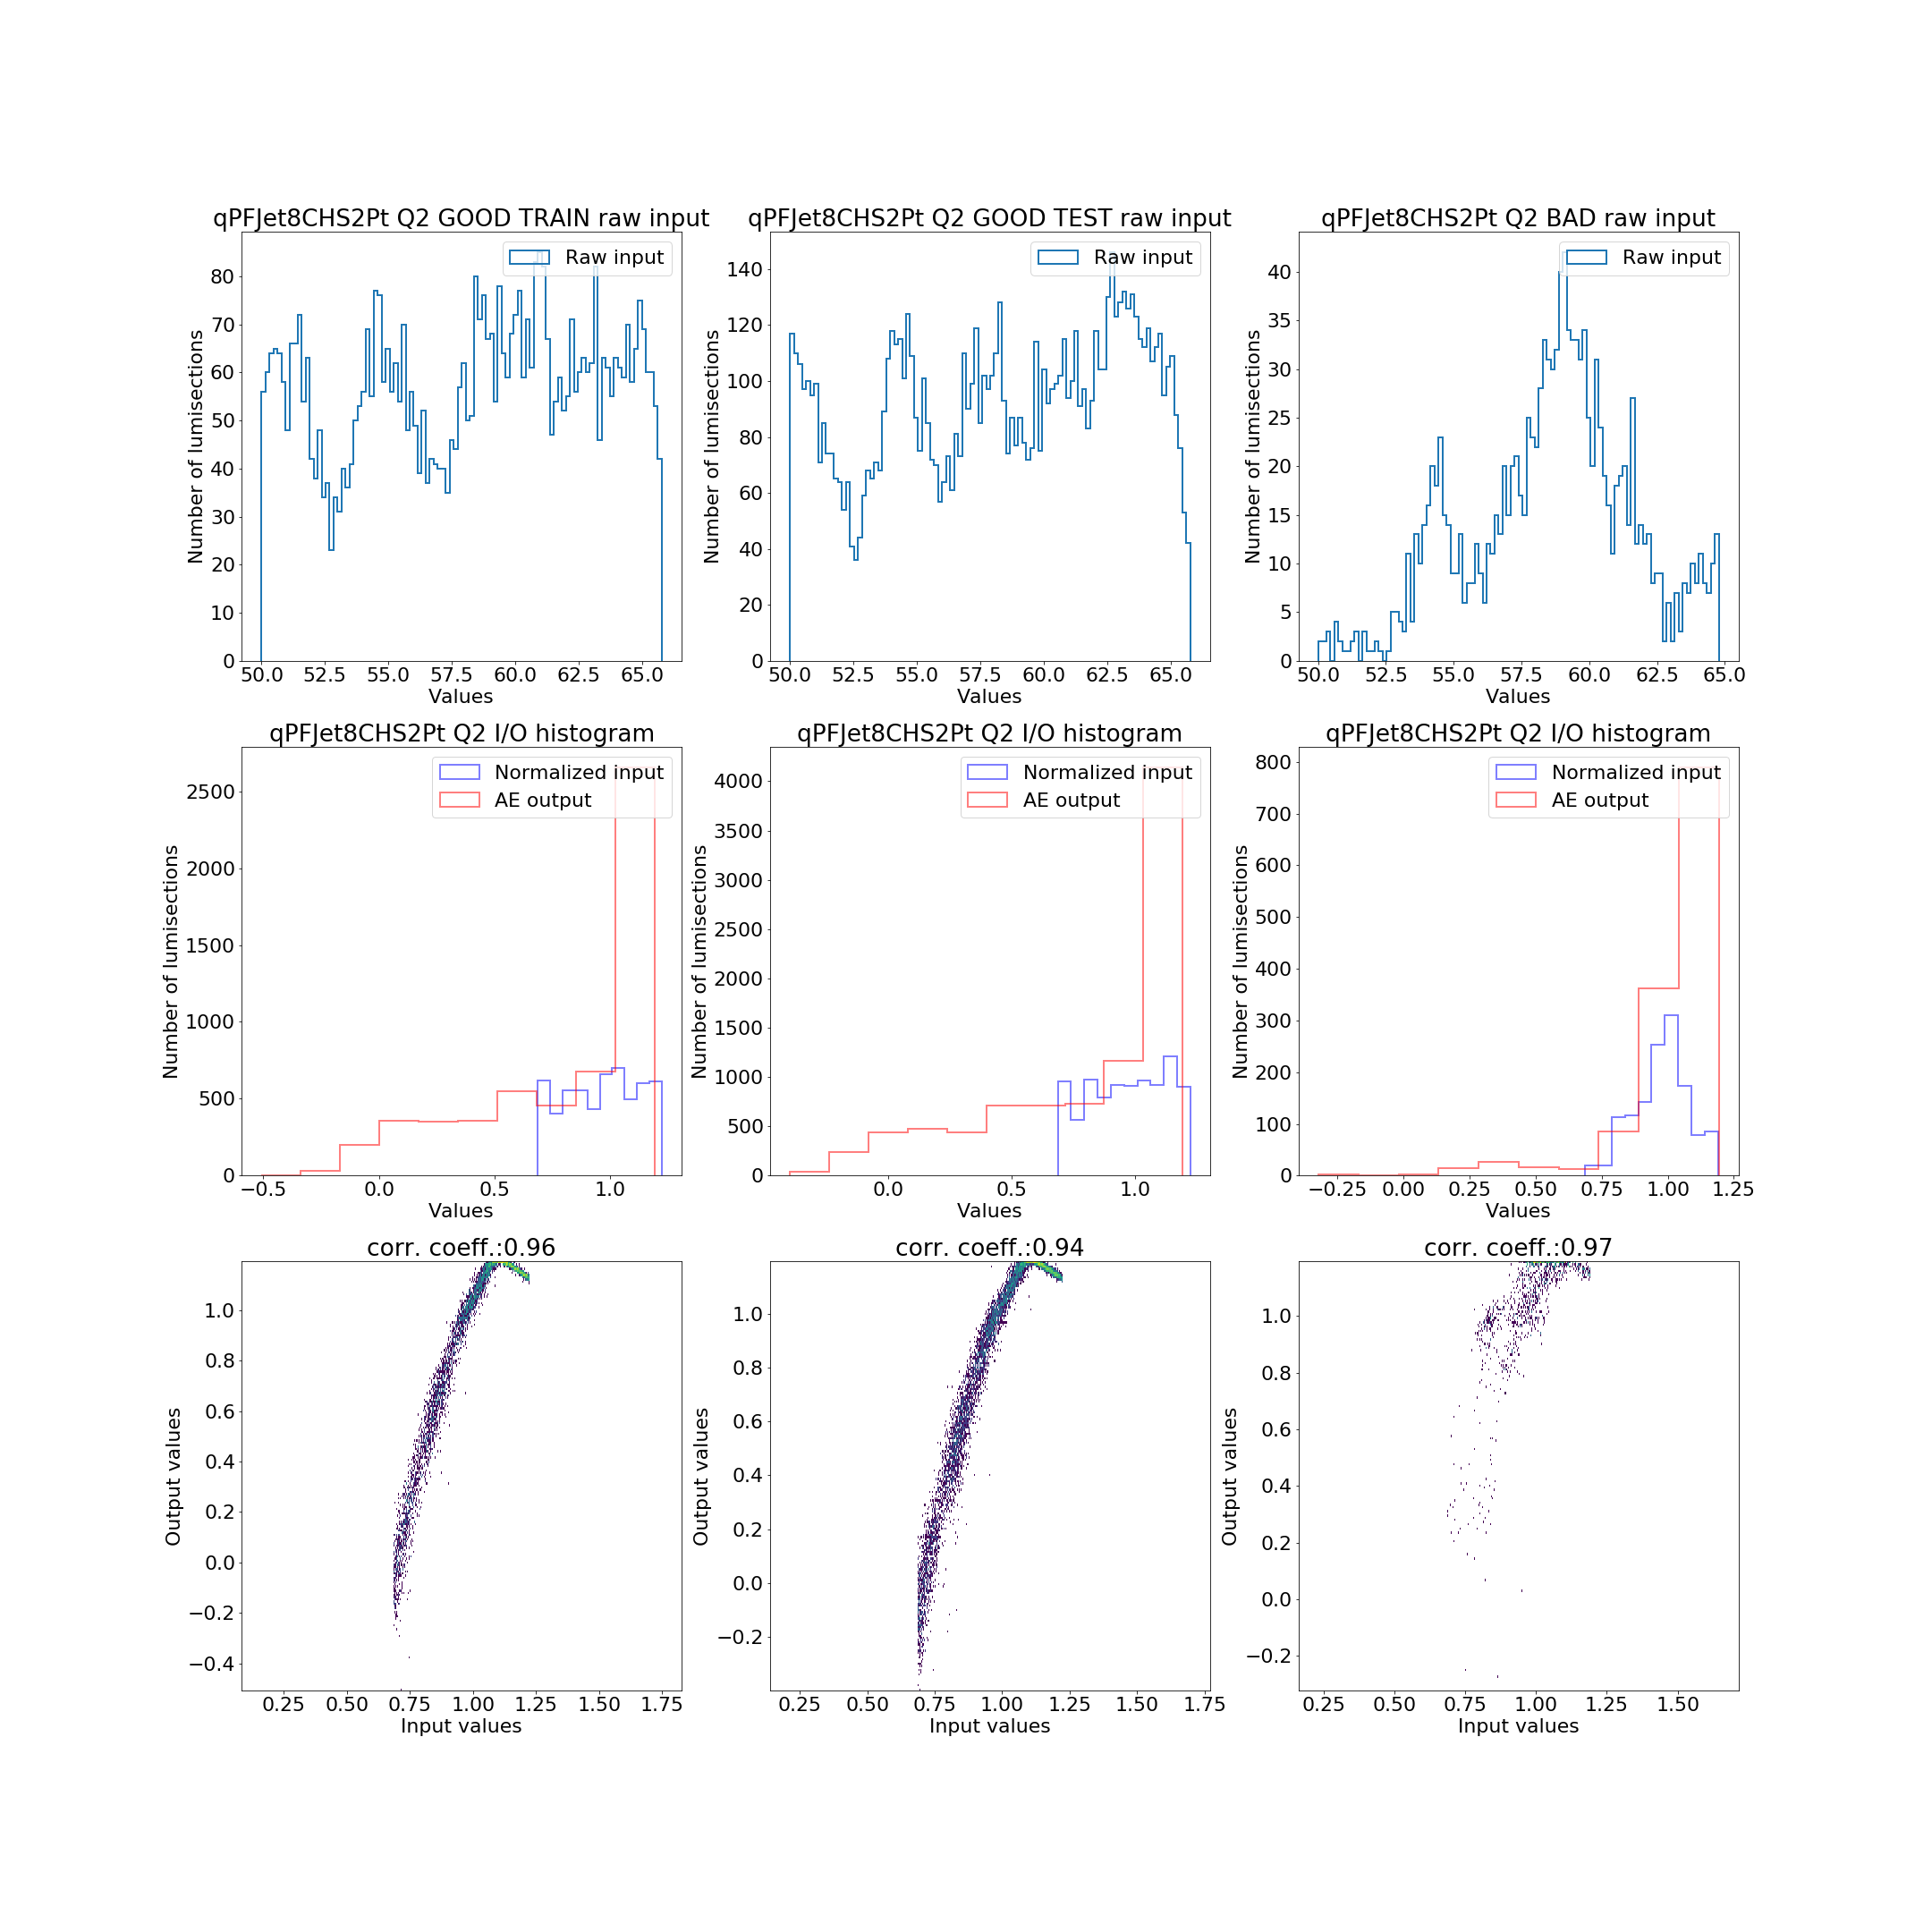 qPFJet8CHS2Pt Q2 GOOD TRAIN raw input
qPFJet8CHS2Pt Q2 GOOD TEST raw input
qPFJet8CHS2Pt Q2 BAD raw input
Raw input
Number of lumisections
80
70
60
50
40
30
20
10
0
50.0 52.5 55.0 57.5 60.0 62.5 65.0
Values
Raw input
Number of lumisections
140
120
100
80
60
40
20
0
50.0 52.5 55.0 57.5 60.0 62.5 65.0
Values
Raw input
Number of lumisections
40
35
30
25
20
15
10
5
0
50.0 52.5 55.0 57.5 60.0 62.5 65.0
Values
qPFJet8CHS2Pt Q2 I/O histogram
Normalized input
AE output
Number of lumisections
2500
2000
1500
1000
500
0
−0.5 0.0 0.5 1.0
Values
qPFJet8CHS2Pt Q2 I/O histogram
Normalized input
AE output
Number of lumisections
4000
3500
3000
2500
2000
1500
1000
500
0
0.0 0.5 1.0
Values
qPFJet8CHS2Pt Q2 I/O histogram
Normalized input
AE output
Number of lumisections
800
700
600
500
400
300
200
100
0
−0.25 0.00 0.25 0.50 0.75 1.00 1.25
Values
corr. coeff.:0.96
Output values
1.0
0.8
0.6
0.4
0.2
0.0
−0.2
−0.4
0.25 0.50 0.75 1.00 1.25 1.50 1.75
Input values
corr. coeff.:0.94
Output values
1.0
0.8
0.6
0.4
0.2
0.0
−0.2
0.25 0.50 0.75 1.00 1.25 1.50 1.75
Input values
corr. coeff.:0.97
Output values
1.0
0.8
0.6
0.4
0.2
0.0
−0.2
0.25 0.50 0.75 1.00 1.25 1.50
Input values